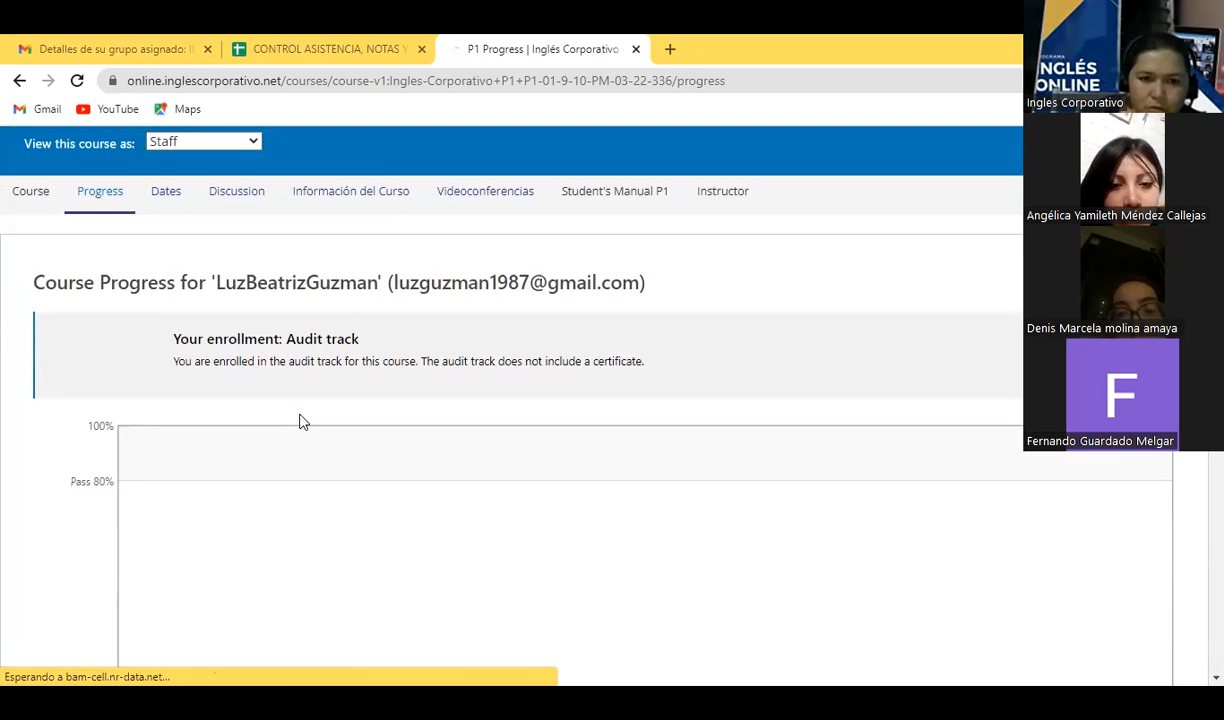 Detalles de su grupo asignado: II
CONTROL ASISTENCIA, NOTAS Y
P1 Progress | Inglés Corporativo
online.inglescorporativo.net/courses/course-v1:Ingles-Corporativo+P1+P1-01-9-10-PM-03-22-336/progress
Gmail YouTube Maps
View this course as: Staff
Course Progress Dates Discussion Información del Curso Videoconferencias Student's Manual P1 Instructor
Course Progress for 'LuzBeatrizGuzman' (luzguzman1987@gmail.com)
Your enrollment: Audit track
You are enrolled in the audit track for this course. The audit track does not include a certificate.
100%
Pass 80%
Esperando a bam-cell.nr-data.net...
INGLÉS
ONLINE
Ingles Corporativo
Angélica Yamileth Méndez Callejas
Denis Marcela molina amaya
F
Fernando Guardado Melgar